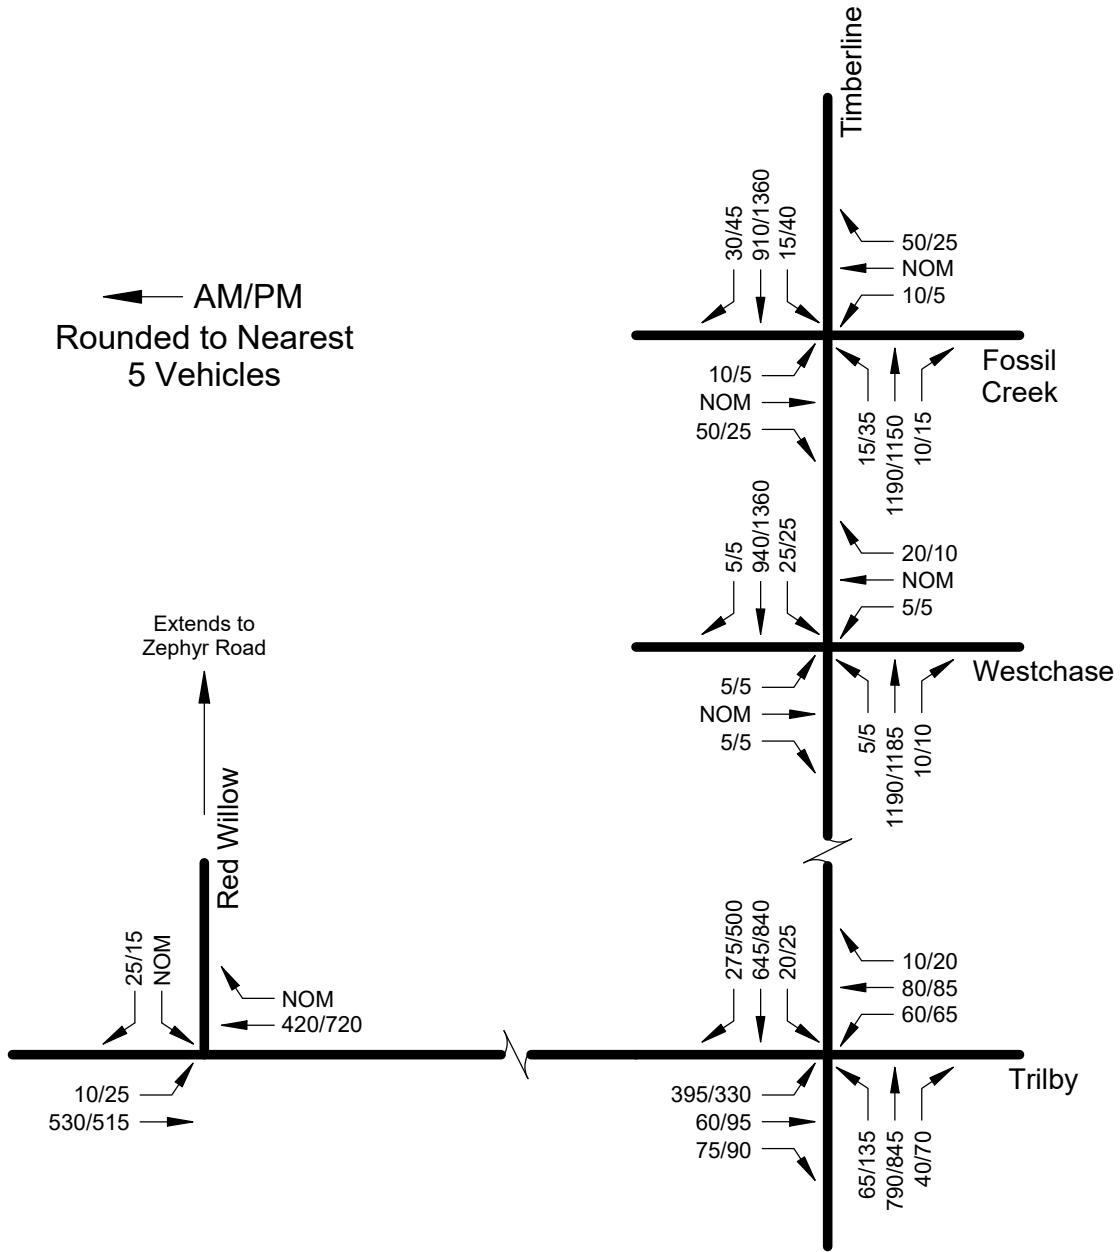 Timberline
30/45
910/1360
15/40
50/25
NOM
10/5
AM/PM
Rounded to Nearest
5 Vehicles
10/5
NOM
50/25
15/35
1190/1150
10/15
Fossil
Creek
5/5
940/1360
25/25
20/10
NOM
5/5
5/5
NOM
5/5
5/5
1190/1185
10/10
Westchase
Extends to
Zephyr Road
Red Willow
25/15
NOM
NOM
420/720
10/25
530/515
275/500
645/840
20/25
10/20
80/85
60/65
395/330
60/95
75/90
65/135
790/845
40/70
Trilby